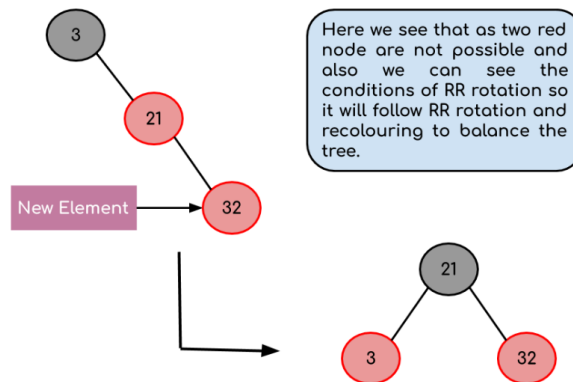 3
Here we see that as two red
node are not possible and
also we can see the
conditions of RR rotation so
it will follow RR rotation and
recolouring to balance the
tree.
21
New Element
32
21
3
32